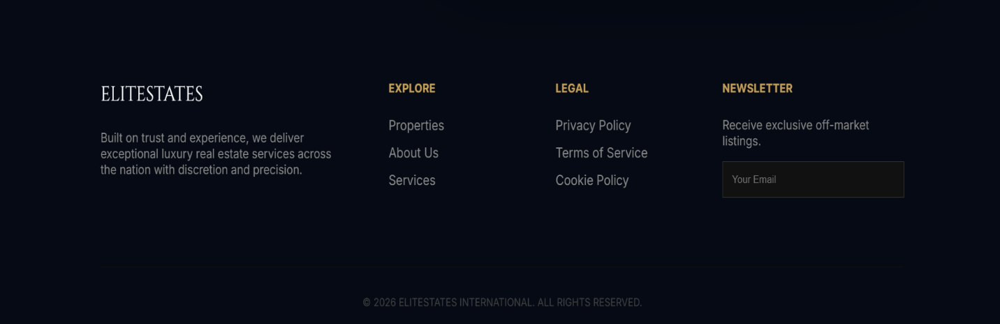 ELITESTATES
Built on trust and experience, we deliver
exceptional luxury real estate services across
the nation with discretion and precision.
EXPLORE
Properties
About Us
Services
LEGAL
Privacy Policy
Terms of Service
Cookie Policy
NEWSLETTER
Receive exclusive off-market
listings.
Your Email
© 2026 ELITESTATES INTERNATIONAL. ALL RIGHTS RESERVED.